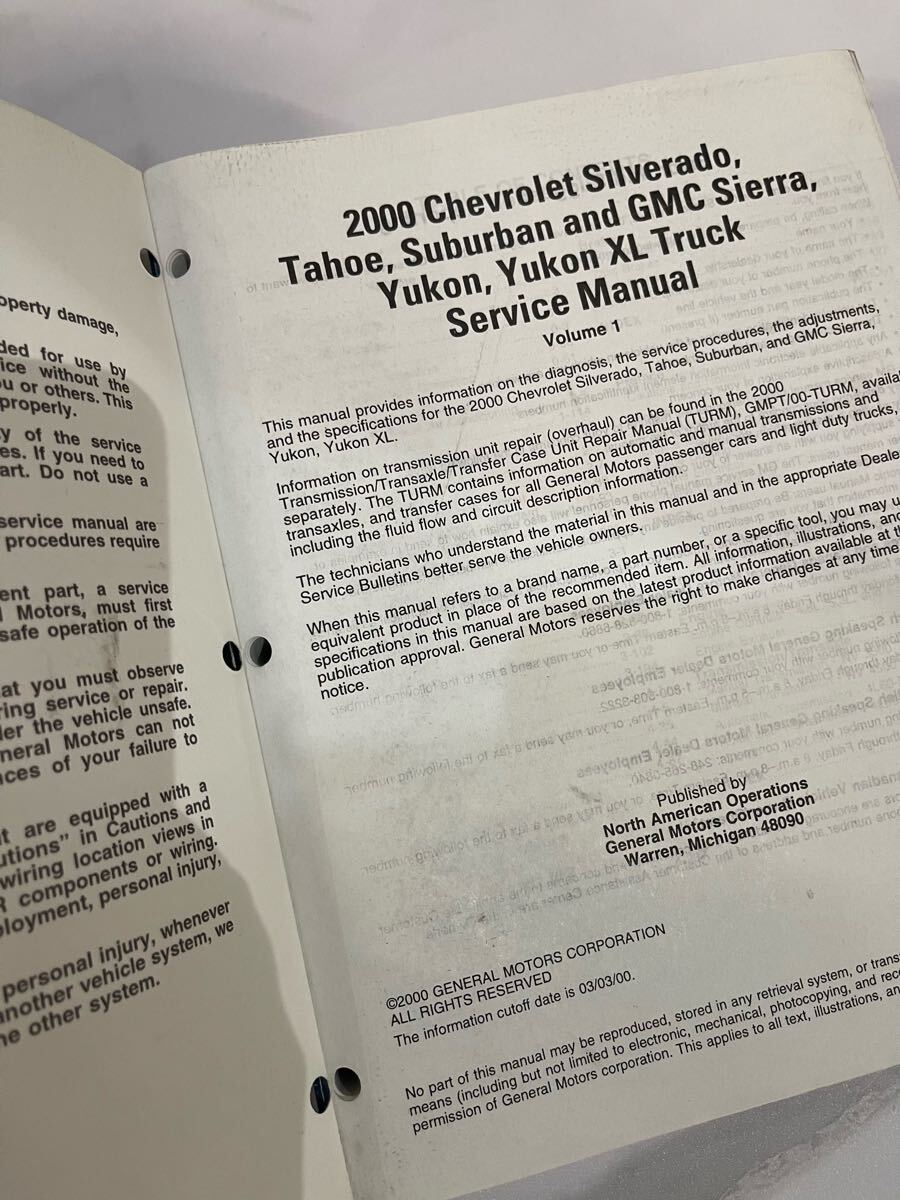 operty damage,
ded for use by
ice without the
ou or others. This
properly.
y of the service
es. If you need to
art. Do not use a
service manual are
procedures require
ent part, a service
l Motors, must first
safe operation of the
at you must observe
ring service or repair.
der the vehicle unsafe.
neral Motors can not
nces of your failure to
it are equipped with a
utions" in Cautions and
wiring location views in
R components or wiring.
ployment, personal injury,
personal injury, whenever
another vehicle system, we
he other system.
2000 Chevrolet Silverado,
Tahoe, Suburban and GMC Sierra,
Yukon, Yukon XL Truck
Service Manual
Volume 1
This manual provides information on the diagnosis, the service procedures, the adjustments,
and the specifications for the 2000 Chevrolet Silverado, Tahoe, Suburban, and GMC Sierra,
Yukon, Yukon XL.
Information on transmission unit repair (overhaul) can be found in the 2000
Transmission/Transaxle/Transfer Case Unit Repair Manual (TURM), GMPT/00-TURM, availa
separately. The TURM contains information on automatic and manual transmissions and
transaxles, and transfer cases for all General Motors passenger cars and light duty trucks,
including the fluid flow and circuit description information.
The technicians who understand the material in this manual and in the appropriate Dealer
Service Bulletins better serve the vehicle owners.
When this manual refers to a brand name, a part number, or a specific tool, you may u
equivalent product in place of the recommended item. All information, illustrations, and
specifications in this manual are based on the latest product information available at th
publication approval. General Motors reserves the right to make changes at any time
notice.
Published by
North American Operations
General Motors Corporation
Warren, Michigan 48090
©2000 GENERAL MOTORS CORPORATION
ALL RIGHTS RESERVED
The information cutoff date is 03/03/00.
No part of this manual may be reproduced, stored in any retrieval system, or trans
means (including but not limited to electronic, mechanical, photocopying, and rec
permission of General Motors corporation. This applies to all text, illustrations, an